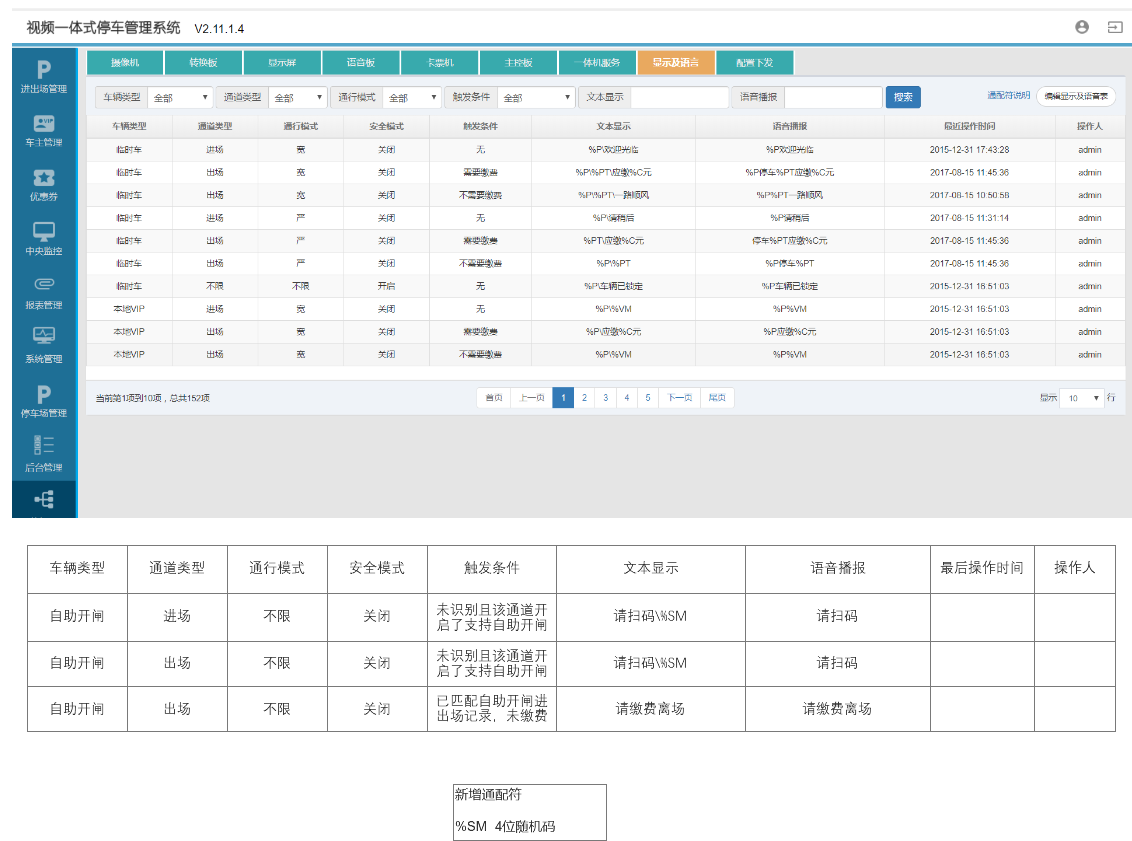 视频一体式停车管理系统 V2.11.1.4
P
进出场管理
VIP
车主管理
优惠券
中央监控
报表管理
系统管理
P
停车场管理
后台管理
摄像机 转换板 显示屏 语音板 卡票机 主控板 一体机服务 显示及语言 配置下发
车辆类型 全部 通道类型 全部 通行模式 全部 触发条件 全部 文本显示 语音播报 搜索 通配符说明 编辑显示及语音表
车辆类型 通道类型 通行模式 安全模式 触发条件 文本显示 语音播报 最近操作时间 操作人
临时车 进场 宽 关闭 无 %P\欢迎光临 %P欢迎光临 2015-12-31 17:43:28 admin
临时车 出场 宽 关闭 需要缴费 %P\%PT\应缴%C元 %P停车%PT应缴%C元 2017-08-15 11:45:36 admin
临时车 出场 宽 关闭 不需要缴费 %P\%PT\一路顺风 %P%PT一路顺风 2017-08-15 10:50:58 admin
临时车 进场 严 关闭 无 %P\请稍后 %P请稍后 2017-08-15 11:31:14 admin
临时车 出场 严 关闭 需要缴费 %PT\应缴%C元 停车%PT应缴%C元 2017-08-15 11:45:36 admin
临时车 出场 严 关闭 不需要缴费 %P\%PT %P停车%PT 2017-08-15 11:45:36 admin
临时车 不限 不限 开启 无 %P\车辆已锁定 %P车辆已锁定 2015-12-31 16:51:03 admin
本地VIP 进场 宽 关闭 无 %P\%VM %P%VM 2015-12-31 16:51:03 admin
本地VIP 出场 宽 关闭 需要缴费 %P\应缴%C元 %P应缴%C元 2015-12-31 16:51:03 admin
本地VIP 出场 宽 关闭 不需要缴费 %P\%VM %P%VM 2015-12-31 16:51:03 admin
当前第1项到10项，总共152项 首页 上一页 1 2 3 4 5 下一页 尾页 显示 10 行
车辆类型 通道类型 通行模式 安全模式 触发条件 文本显示 语音播报 最后操作时间 操作人
自助开闸 进场 不限 关闭 未识别且该通道开 请扫码\%SM 请扫码
启了支持自助开闸
自助开闸 出场 不限 关闭 未识别且该通道开 请扫码\%SM 请扫码
启了支持自助开闸
自助开闸 出场 不限 关闭 已匹配自助开闸进 请缴费离场 请缴费离场
出场记录，未缴费
新增通配符
%SM 4位随机码